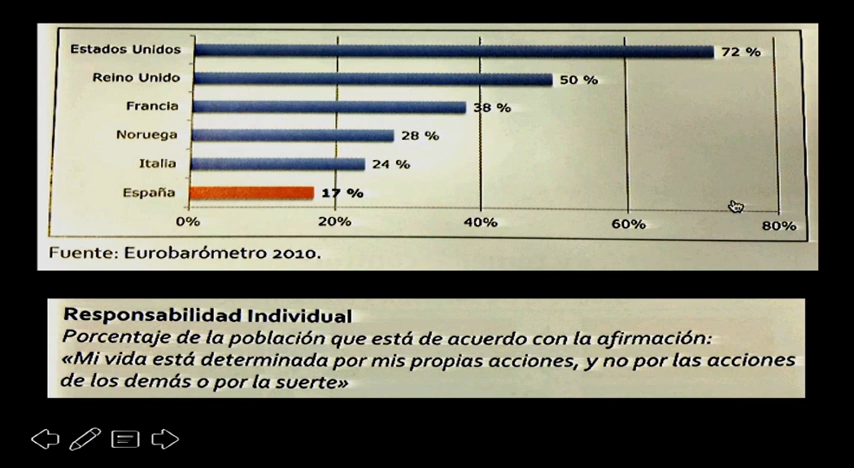 Estados Unidos 72 %
Reino Unido 50 %
Francia 38 %
Noruega 28 %
Italia 24 %
España 17 %
0% 20% 40% 60% 80%
Fuente: Eurobarómetro 2010.
Responsabilidad Individual
Porcentaje de la población que está de acuerdo con la afirmación:
«Mi vida está determinada por mis propias acciones, y no por las acciones
de los demás o por la suerte»